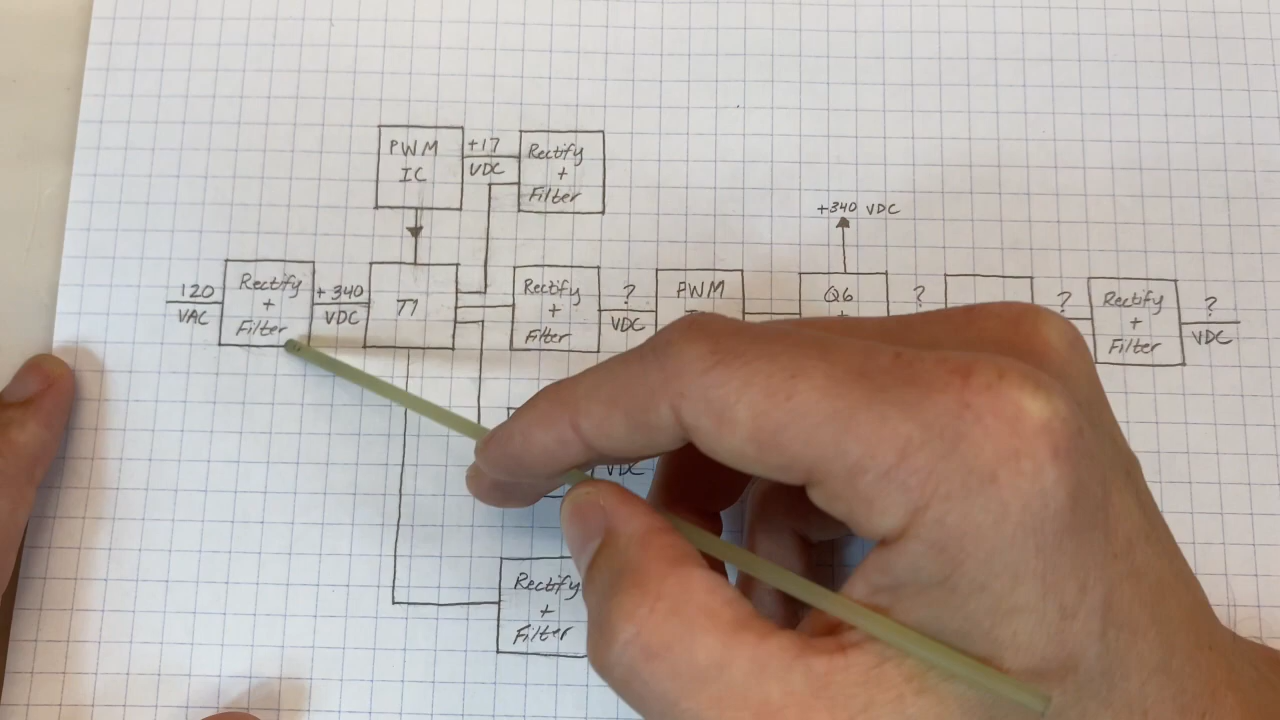 PWM
IC
+17
VDC
Rectify
+
Filter
+340 VDC
120
VAC
Rectify
+
Filter
+340
VDC
T1
Rectify
+
Filter
?
VDC
PWM
Q6
+
?
?
Rectify
+
Filter
?
VDC
VDC
Rectify
+
Filter